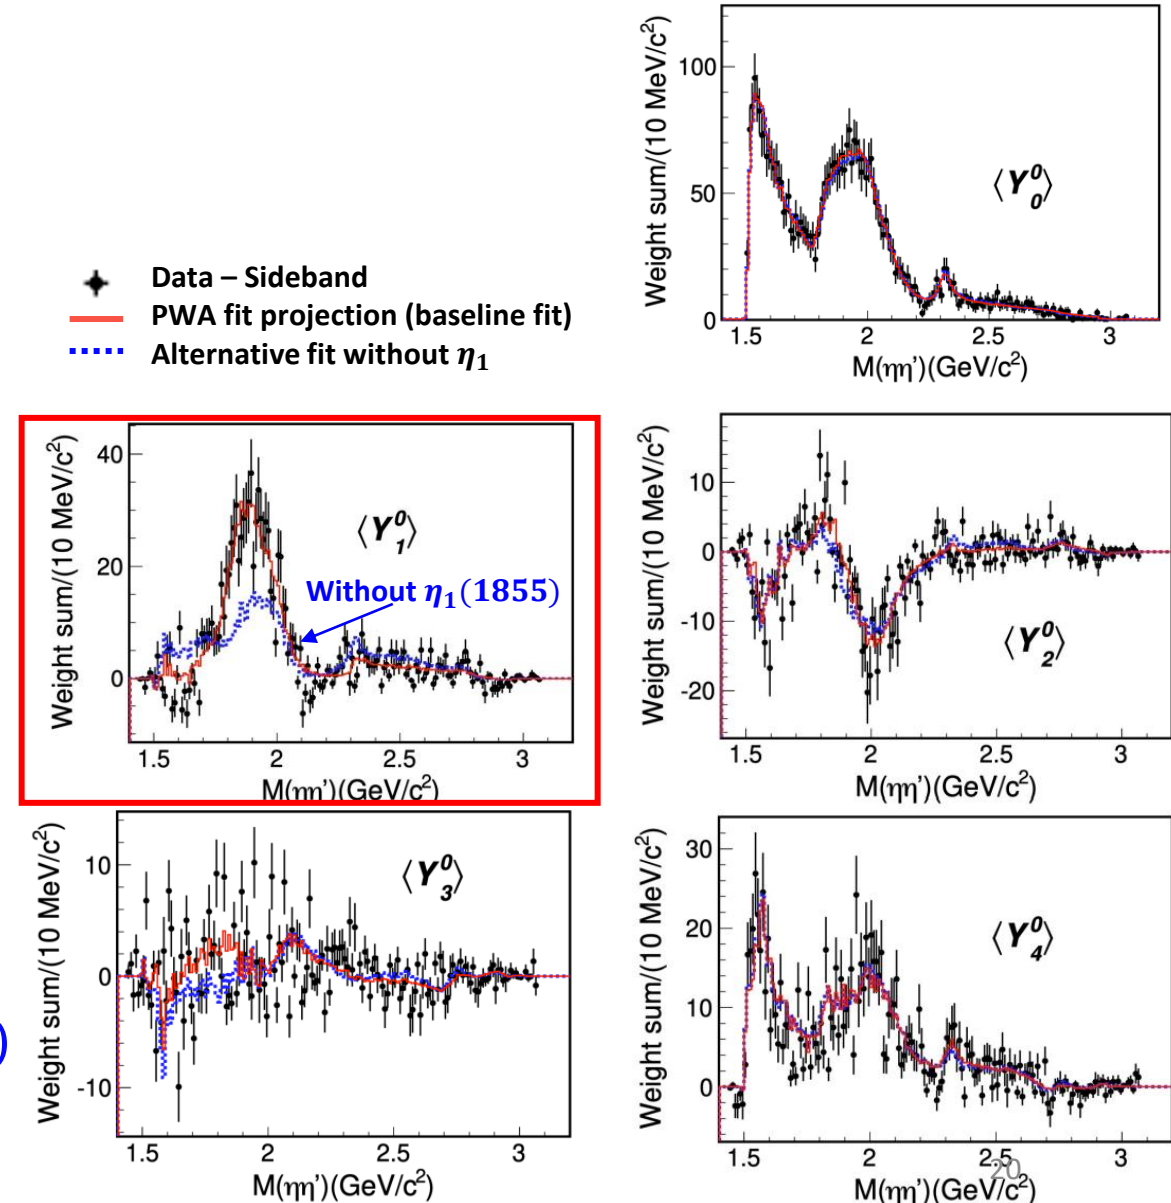 Weight sum/(10 MeV/c²)
100
50
0
⟨Y⁰₀⟩
1.5 2 2.5 3
M(ηη')(GeV/c²)
Data – Sideband
PWA fit projection (baseline fit)
Alternative fit without η₁
Weight sum/(10 MeV/c²)
40
20
0
⟨Y⁰₁⟩
Without η₁(1855)
1.5 2 2.5 3
M(ηη')(GeV/c²)
Weight sum/(10 MeV/c²)
10
0
-10
-20
⟨Y⁰₂⟩
1.5 2 2.5 3
M(ηη')(GeV/c²)
)
Weight sum/(10 MeV/c²)
10
0
-10
⟨Y⁰₃⟩
1.5 2 2.5 3
M(ηη')(GeV/c²)
Weight sum/(10 MeV/c²)
30
20
10
0
⟨Y⁰₄⟩
1.5 2 2.5 3
M(ηη')(GeV/c²)
20